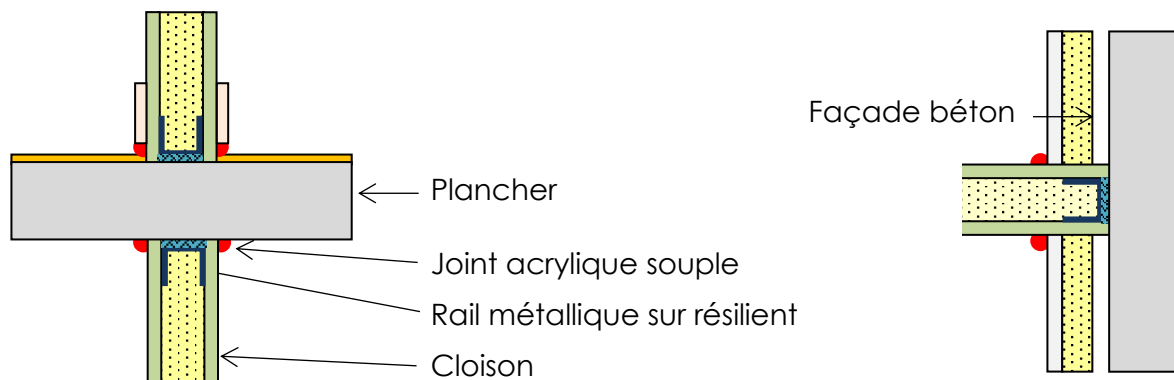 Façade béton
Plancher
Joint acrylique souple
Rail métallique sur résilient
Cloison